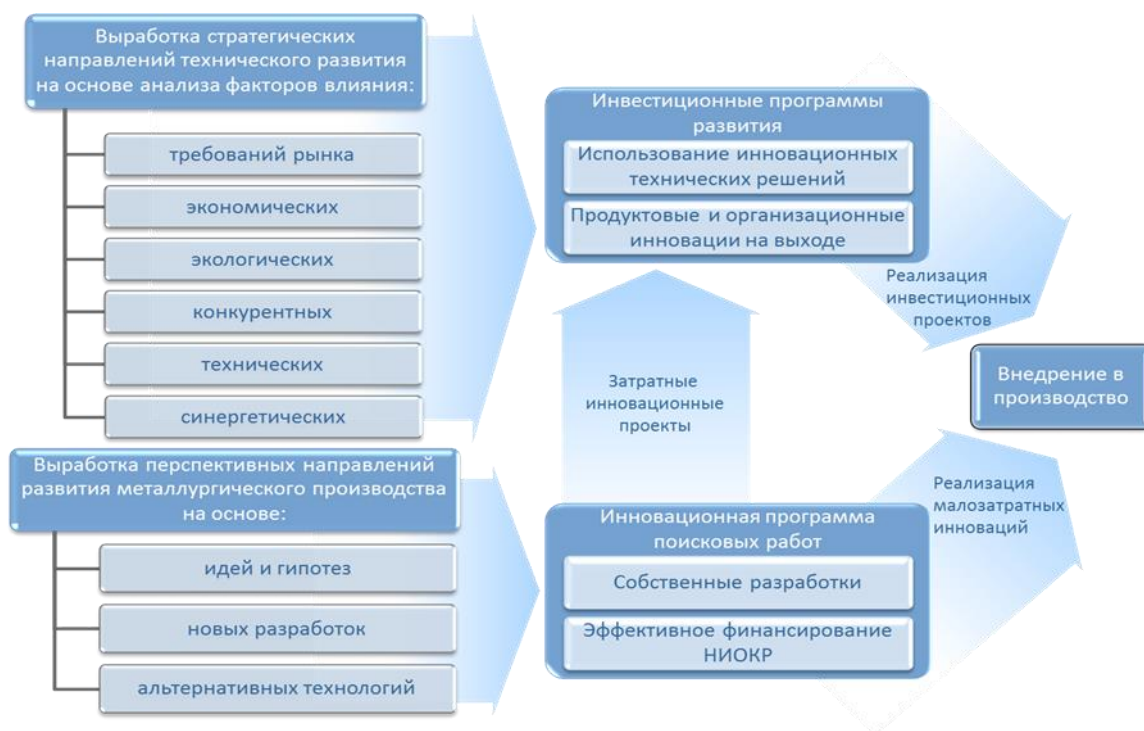 Выработка стратегических
направлений технического развития
на основе анализа факторов влияния:
требований рынка
экономических
экологических
конкурентных
технических
синергетических
Выработка перспективных направлений
развития металлургического производства
на основе:
идей и гипотез
новых разработок
альтернативных технологий
Инвестиционные программы
развития
Использование инновационных
технических решений
Продуктовые и организационные
инновации на выходе
Затратные
инновационные
проекты
Инновационная программа
поисковых работ
Собственные разработки
Эффективное финансирование
НИОКР
Реализация
инвестиционных
проектов
Внедрение в
производство
Реализация
малозатратных
инноваций